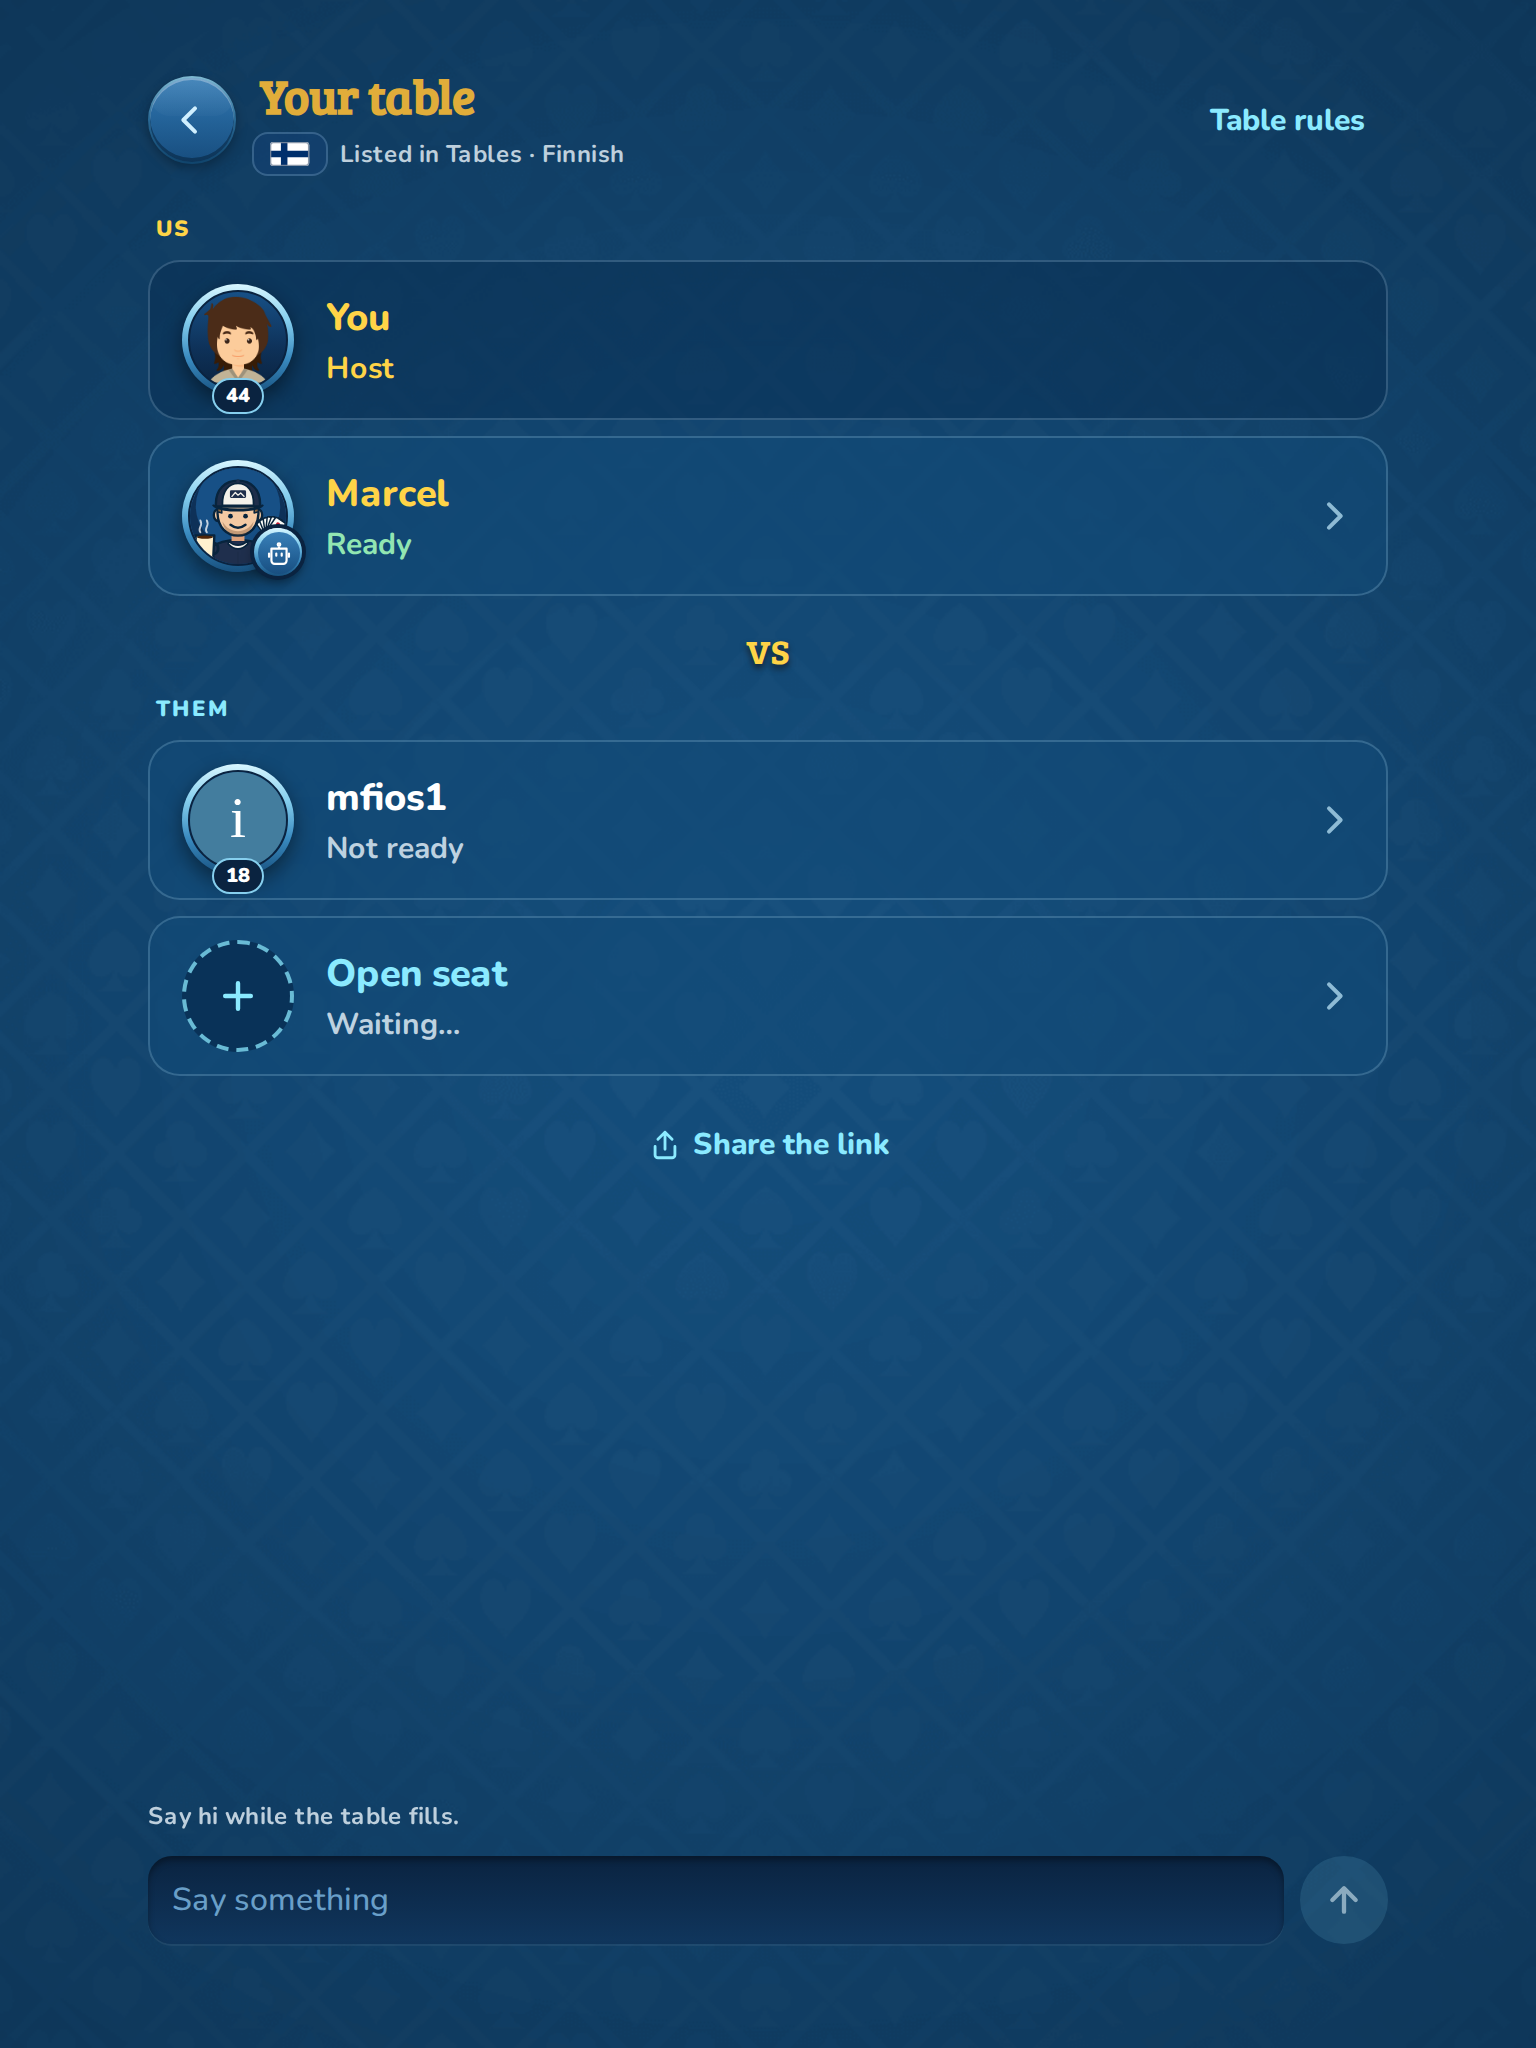 Your table
Listed in Tables · Finnish
Table rules
US
You
Host
44
Marcel
Ready
VS
THEM
i
mfios1
Not ready
18
Open seat
Waiting...
Share the link
Say hi while the table fills.
Say something